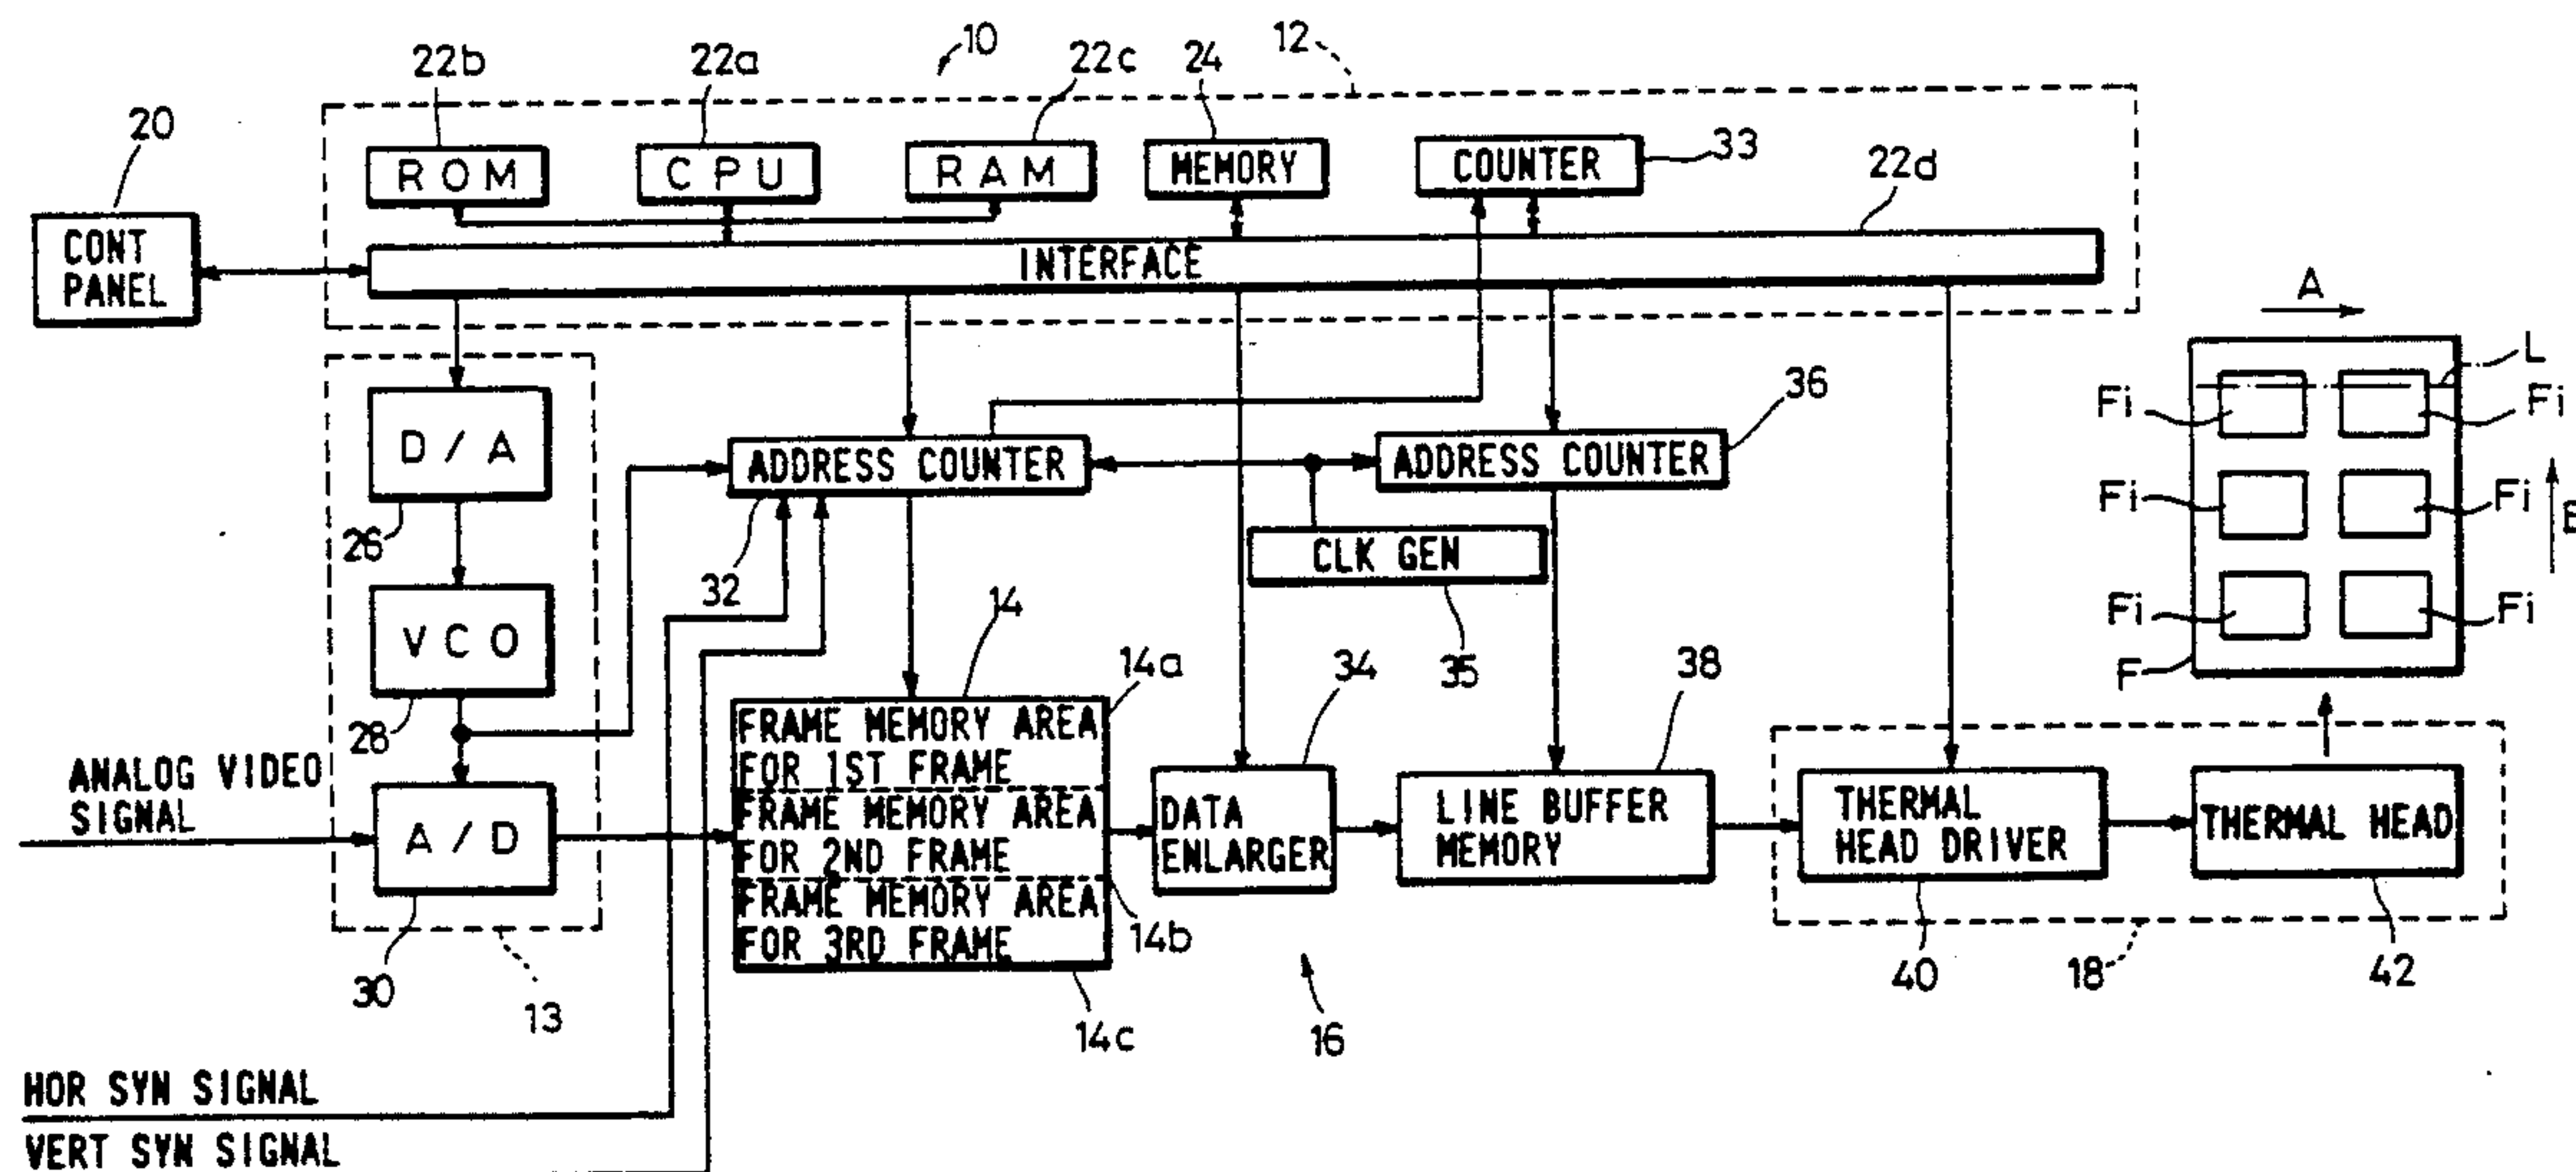 10
12
22b
22a
22c
24
20
33
22d
ROM
CPU
RAM
MEMORY
COUNTER
CONT
PANEL
INTERFACE
A
L
D/A
36
Fi
Fi
ADDRESS COUNTER
ADDRESS COUNTER
26
Fi
Fi
CLK GEN
32
14
VCO
35
Fi
Fi
14a
34
38
F
28
ANALOG VIDEO
SIGNAL
FRAME MEMORY AREA
FOR 1ST FRAME
FRAME MEMORY AREA
FOR 2ND FRAME
FRAME MEMORY AREA
FOR 3RD FRAME
A/D
DATA
ENLARGER
LINE BUFFER
MEMORY
THERMAL
HEAD DRIVER
THERMAL HEAD
14b
30
13
14c
16
40
18
42
HOR SYN SIGNAL
VERT SYN SIGNAL